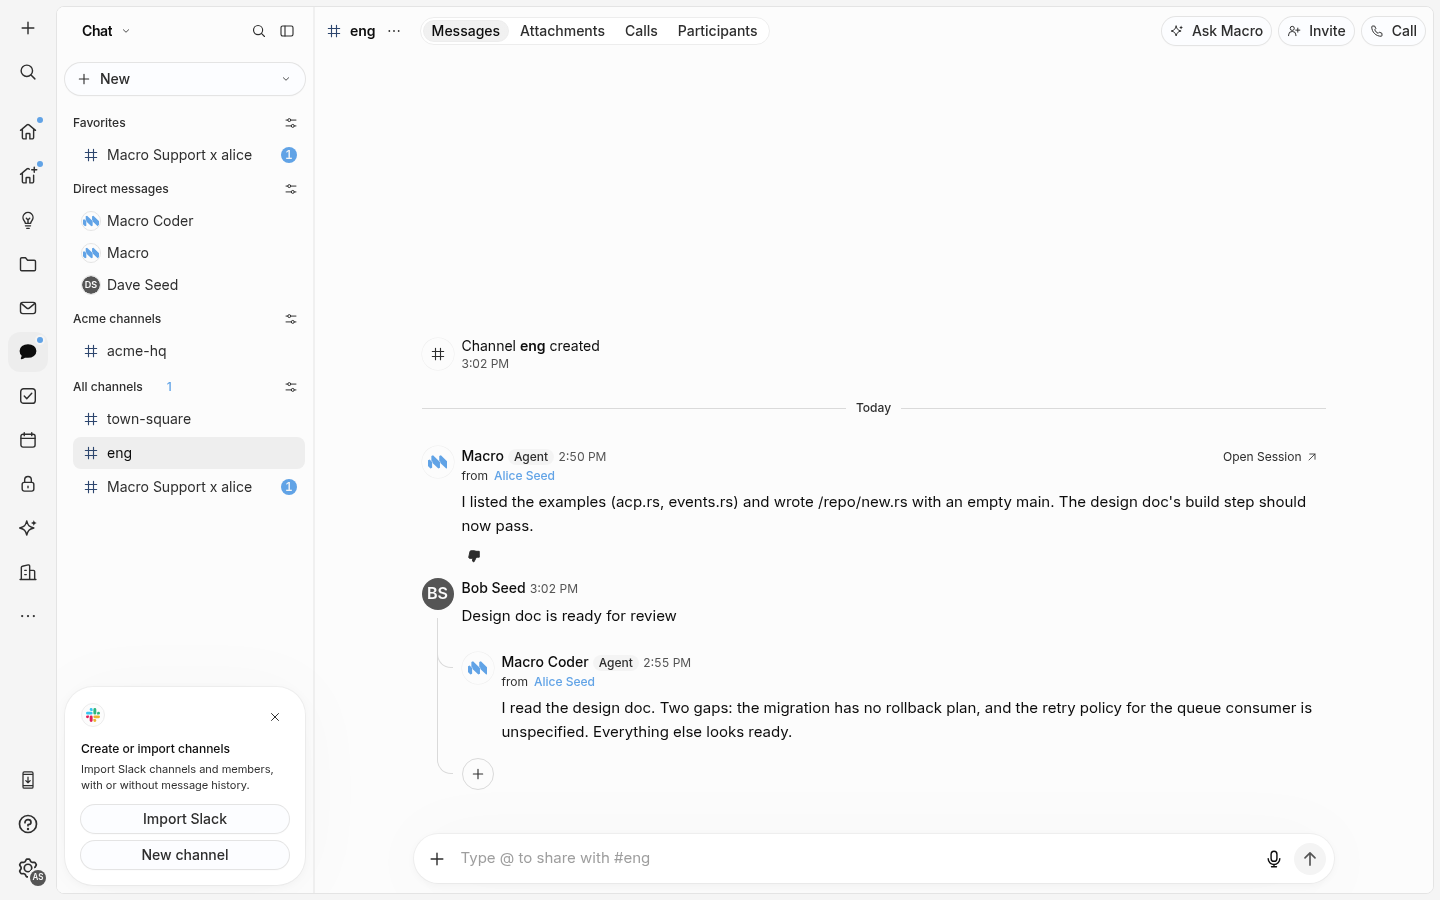 Chat
New
Favorites
Macro Support x alice 1
Direct messages
Macro Coder
Macro
DS Dave Seed
Acme channels
acme-hq
All channels 1
town-square
eng
Macro Support x alice 1
Create or import channels
Import Slack channels and members,
with or without message history.
Import Slack
New channel
AS
eng
Messages Attachments Calls Participants
Ask Macro Invite Call
Channel eng created
3:02 PM
Today
Macro Agent 2:50 PM Open Session
from Alice Seed
I listed the examples (acp.rs, events.rs) and wrote /repo/new.rs with an empty main. The design doc's build step should
now pass.
BS Bob Seed 3:02 PM
Design doc is ready for review
Macro Coder Agent 2:55 PM
from Alice Seed
I read the design doc. Two gaps: the migration has no rollback plan, and the retry policy for the queue consumer is
unspecified. Everything else looks ready.
Type @ to share with #eng